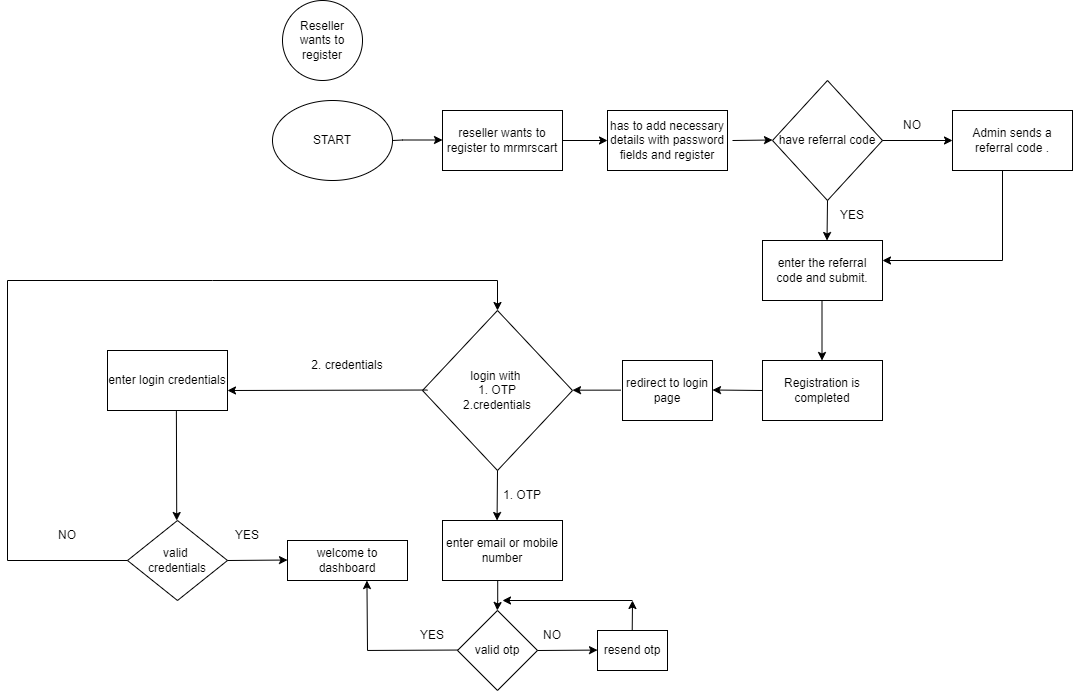 Reseller
wants to
register
START
reseller wants to
register to mrmrscart
has to add necessary
details with password
fields and register
have referral code
NO
Admin sends a
referral code .
YES
enter the referral
code and submit.
Registration is
completed
redirect to login
page
login with
1. OTP
2.credentials
2. credentials
enter login credentials
1. OTP
enter email or mobile
number
NO
valid
credentials
YES
welcome to
dashboard
YES
valid otp
NO
resend otp